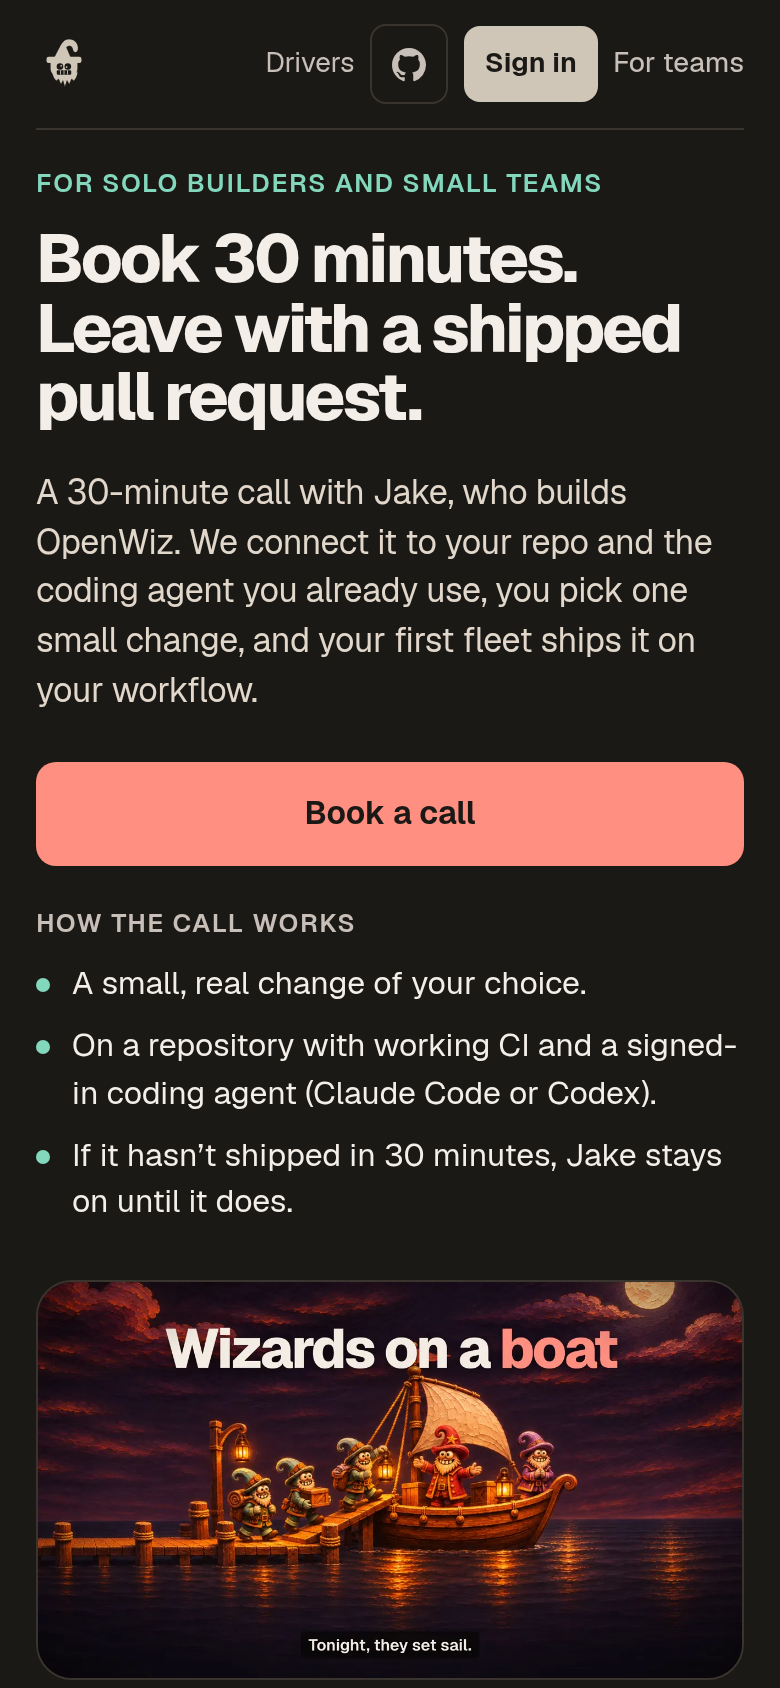 Drivers
Sign in
For teams
FOR SOLO BUILDERS AND SMALL TEAMS
Book 30 minutes.
Leave with a shipped
pull request.
A 30-minute call with Jake, who builds
OpenWiz. We connect it to your repo and the
coding agent you already use, you pick one
small change, and your first fleet ships it on
your workflow.
Book a call
HOW THE CALL WORKS
A small, real change of your choice.
On a repository with working CI and a signed-
in coding agent (Claude Code or Codex).
If it hasn’t shipped in 30 minutes, Jake stays
on until it does.
Wizards on a boat
Tonight, they set sail.